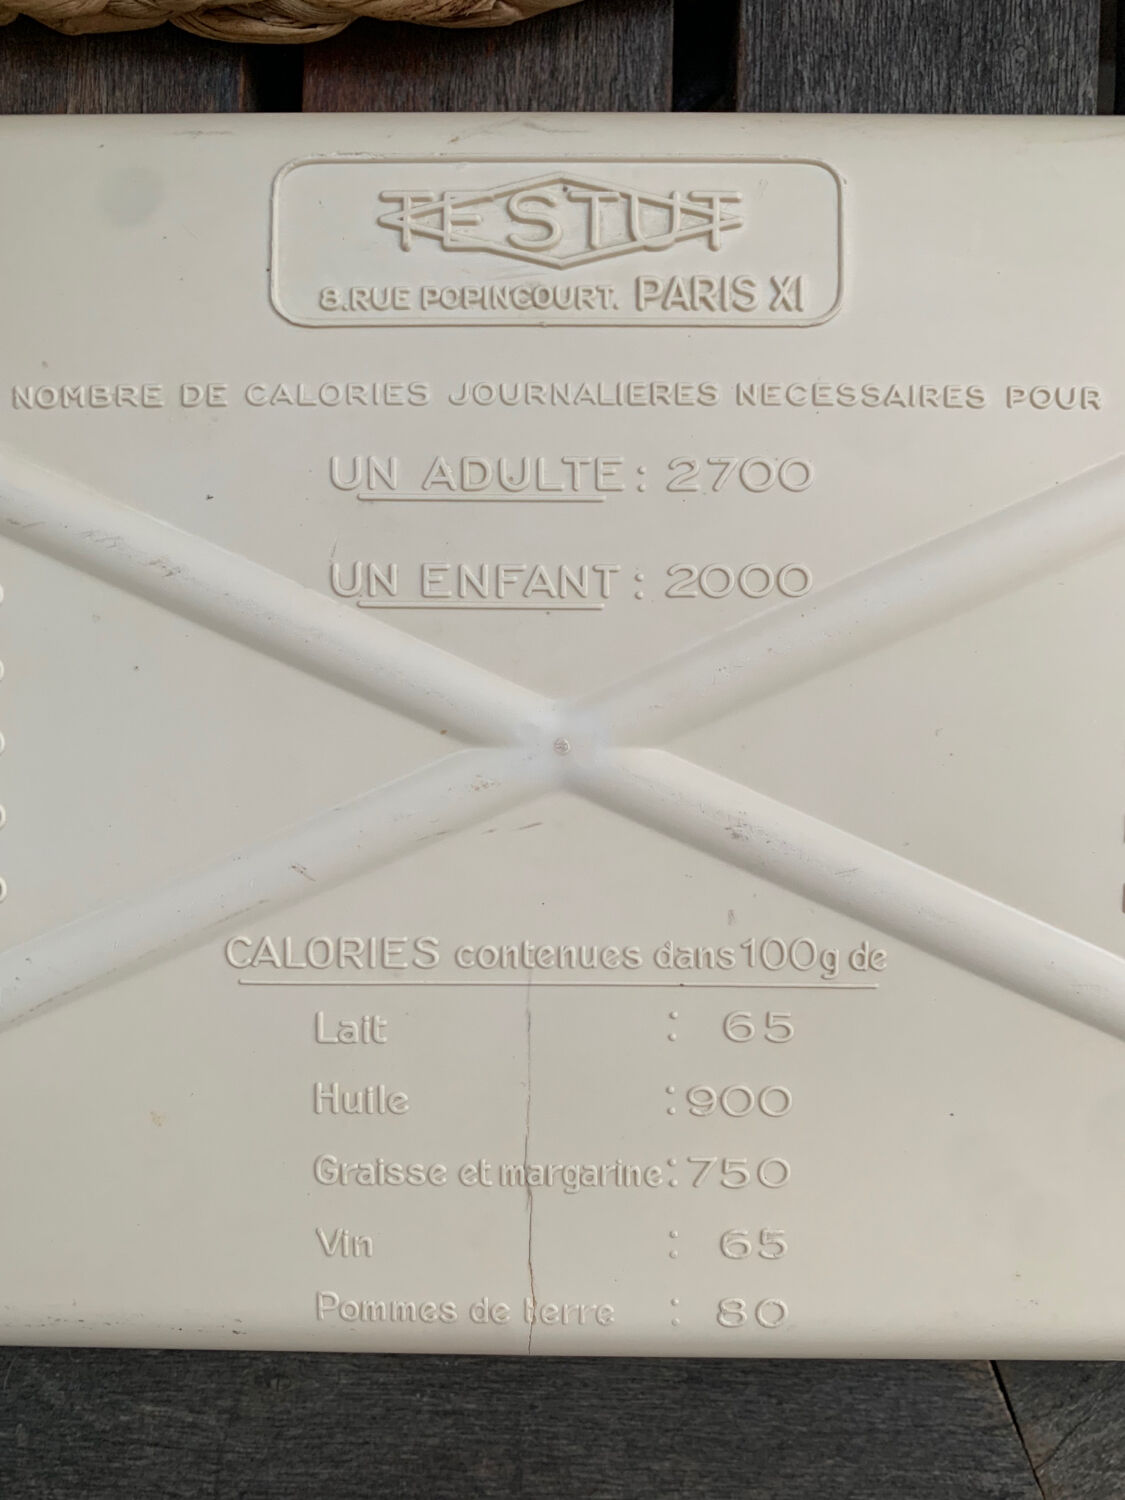 TESTUT
8.RUE POPINCOURT. PARIS XI
NOMBRE DE CALORIES JOURNALIERES NECESSAIRES POUR
UN ADULTE : 2700
UN ENFANT : 2000
CALORIES contenues dans 100g de
Lait : 65
Huile : 900
Graisse et margarine : 750
Vin : 65
Pommes de terre : 80